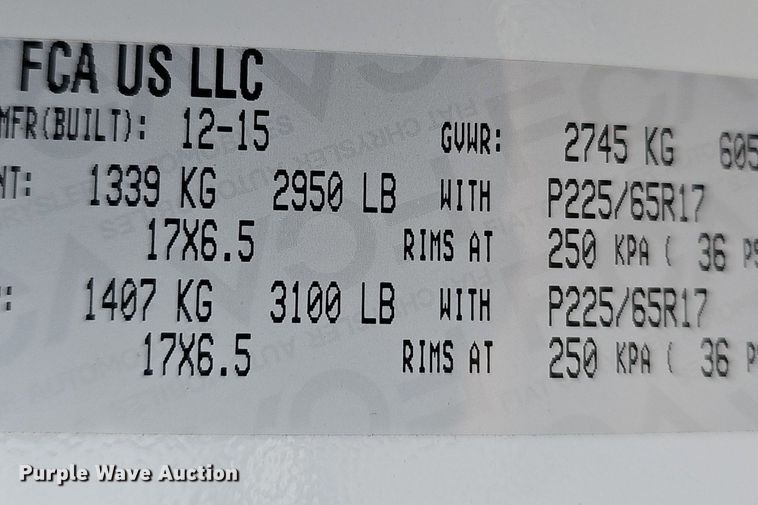 FCA US LLC
MFR(BUILT): 12-15 GVWR: 2745 KG 605
NT: 1339 KG 2950 LB WITH P225/65R17
17X6.5 RIMS AT 250 KPA ( 36 PS
: 1407 KG 3100 LB WITH P225/65R17
17X6.5 RIMS AT 250 KPA ( 36 P
Purple Wave Auction